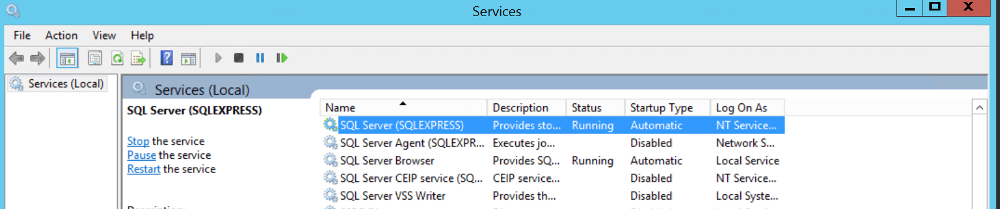 Services
File Action View Help
Services (Local)
Services (Local)
SQL Server (SQLEXPRESS)
Stop the service
Pause the service
Restart the service
Name Description Status Startup Type Log On As
SQL Server (SQLEXPRESS) Provides sto... Running Automatic NT Service...
SQL Server Agent (SQLEXPR... Executes jo... Disabled Network S...
SQL Server Browser Provides SQ... Running Automatic Local Service
SQL Server CEIP service (SQ... CEIP service... Disabled NT Service...
SQL Server VSS Writer Provides th... Disabled Local Syste...